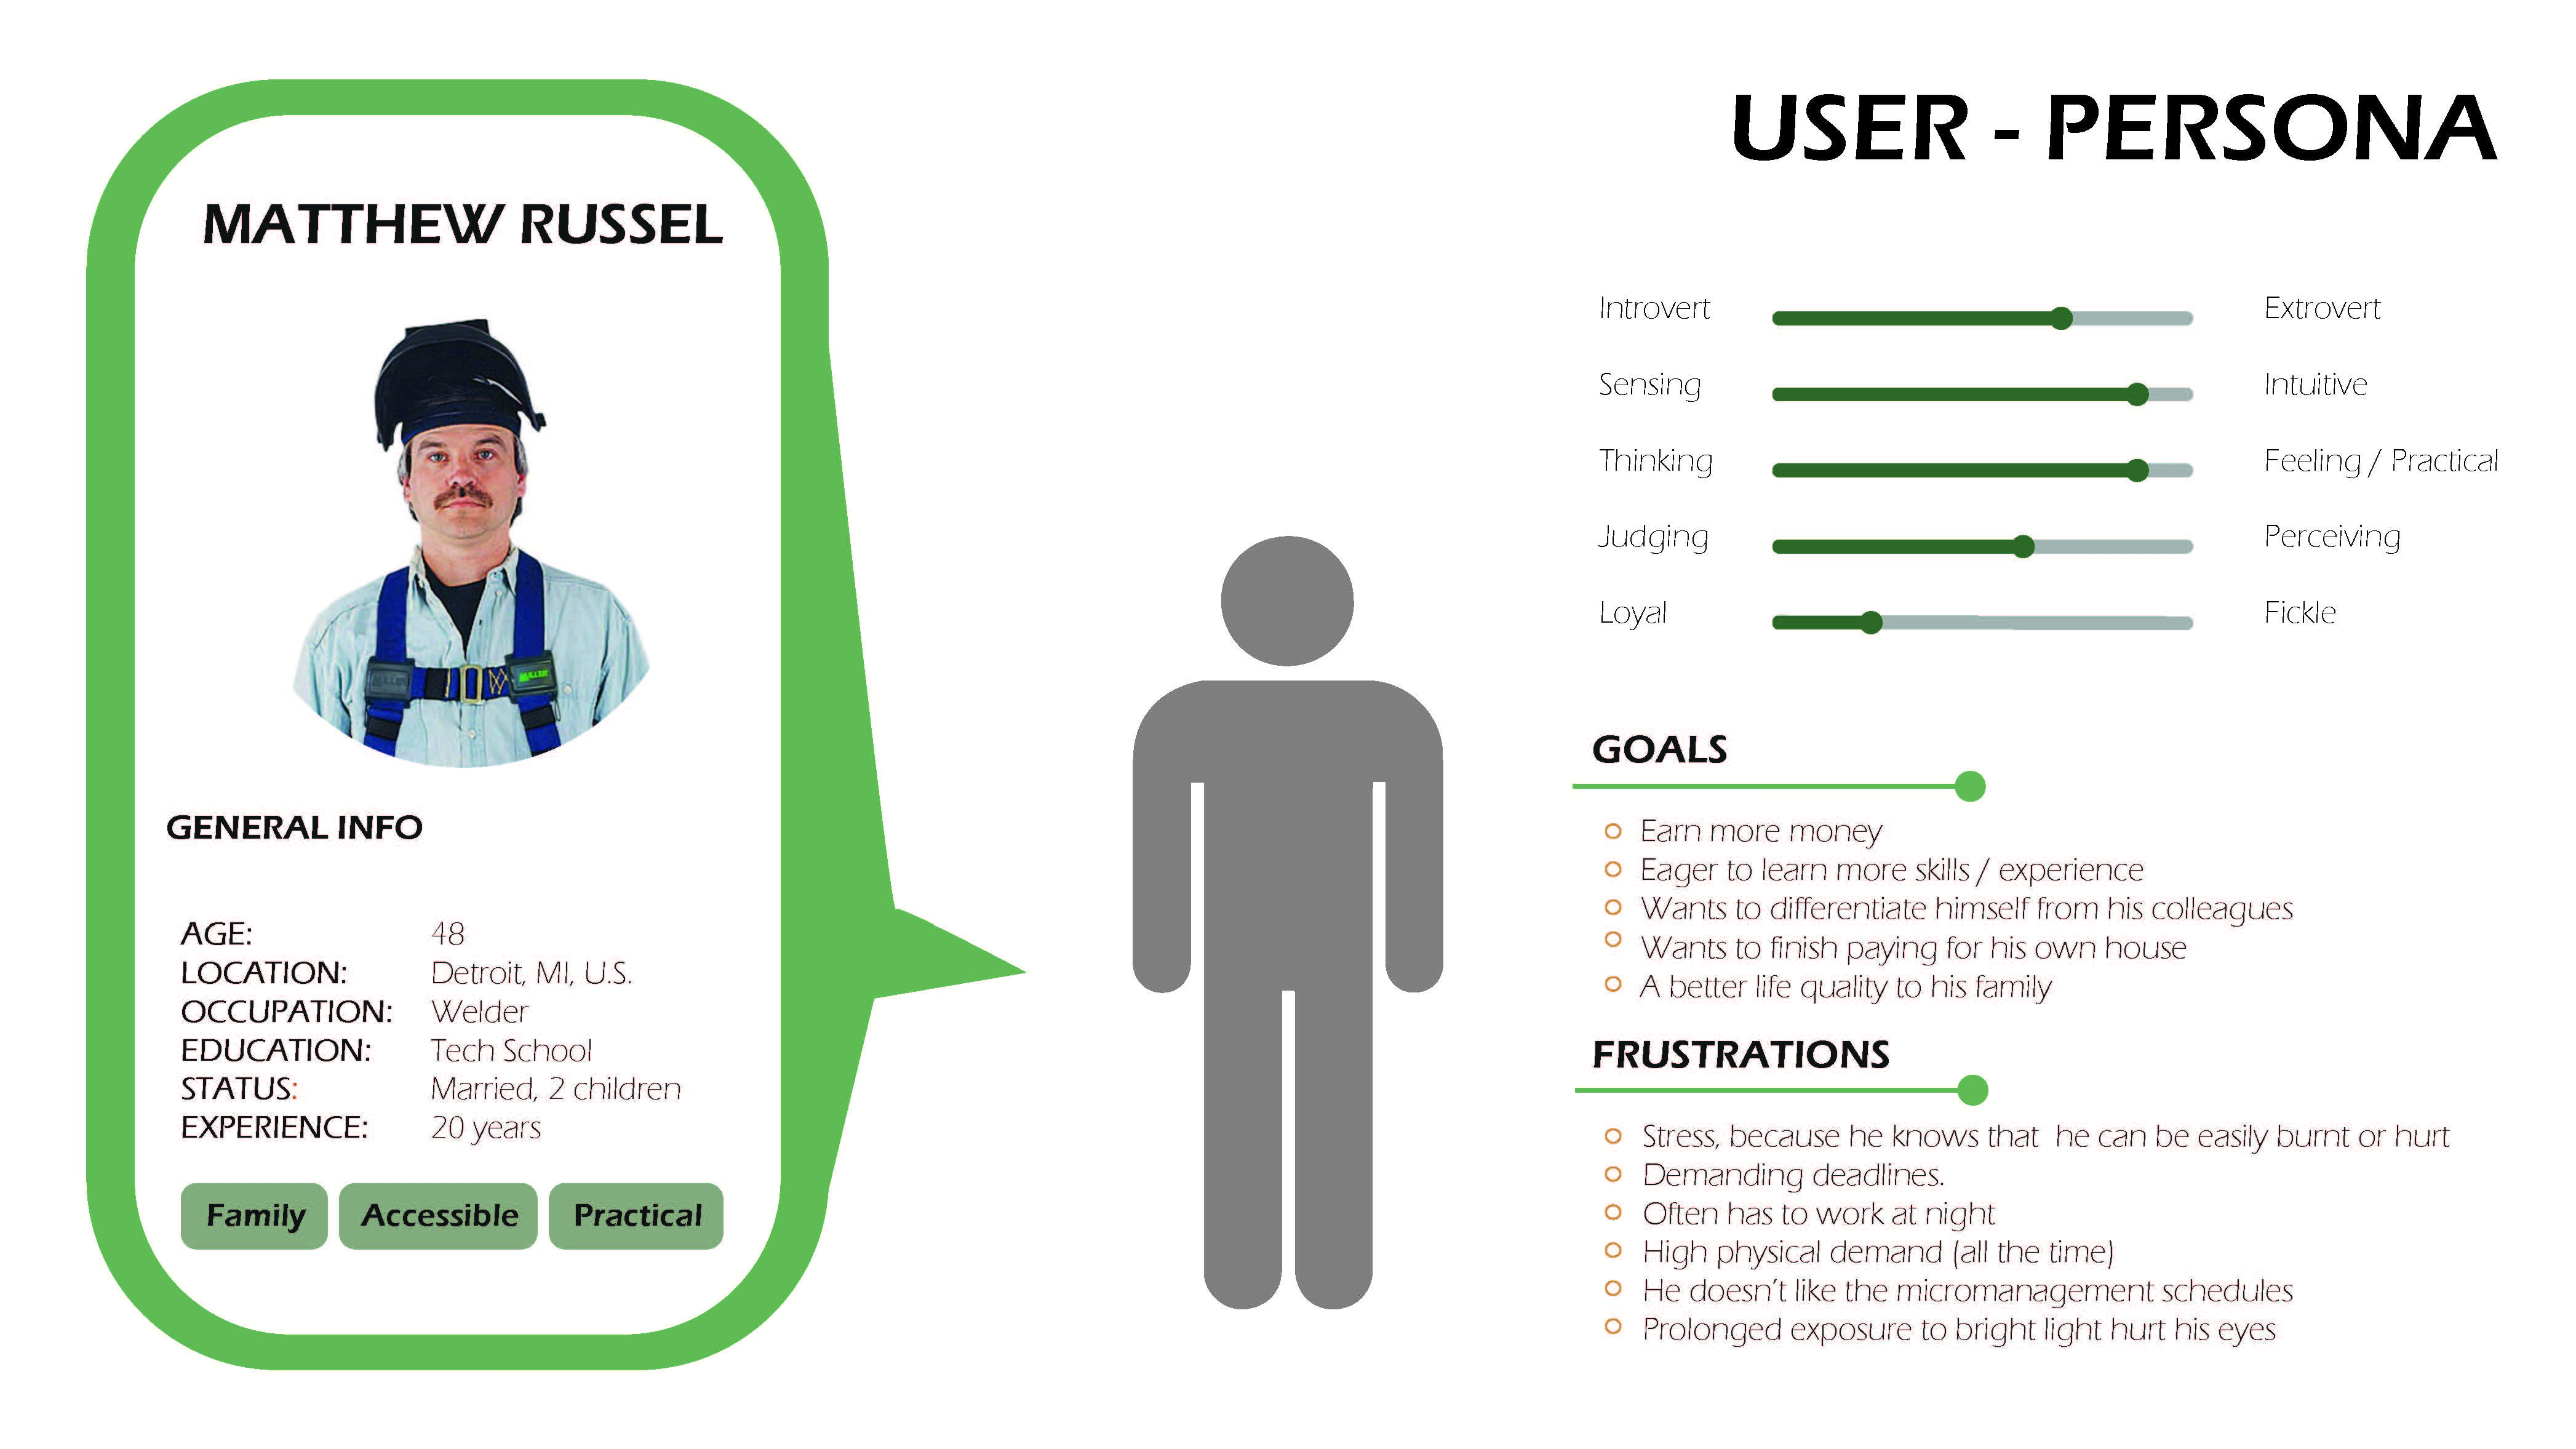 USER - PERSONA
MATTHEW RUSSEL
MILLER
MILLER
GENERAL INFO
AGE: 48
LOCATION: Detroit, MI, U.S.
OCCUPATION: Welder
EDUCATION: Tech School
STATUS: Married, 2 children
EXPERIENCE: 20 years
Family Accessible Practical
Introvert Extrovert
Sensing Intuitive
Thinking Feeling / Practical
Judging Perceiving
Loyal Fickle
GOALS
Earn more money
Eager to learn more skills / experience
Wants to differentiate himself from his colleagues
Wants to finish paying for his own house
A better life quality to his family
FRUSTRATIONS
Stress, because he knows that he can be easily burnt or hurt
Demanding deadlines.
Often has to work at night
High physical demand (all the time)
He doesn't like the micromanagement schedules
Prolonged exposure to bright light hurt his eyes